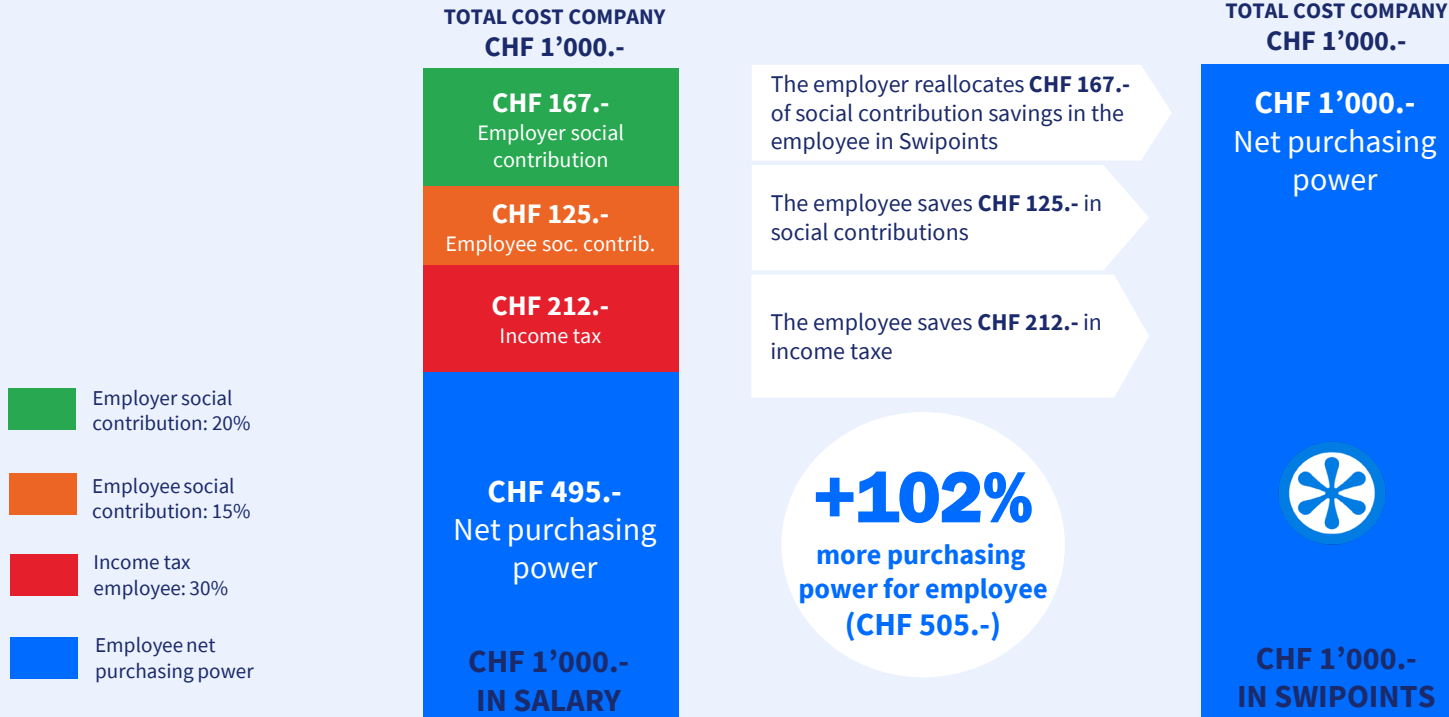 TOTAL COST COMPANY
CHF 1’000.-
CHF 167.-
Employer social
contribution
CHF 125.-
Employee soc. contrib.
CHF 212.-
Income tax
CHF 495.-
Net purchasing
power
CHF 1’000.-
IN SALARY
Employer social
contribution: 20%
Employee social
contribution: 15%
Income tax
employee: 30%
Employee net
purchasing power
The employer reallocates CHF 167.-
of social contribution savings in the
employee in Swipoints
The employee saves CHF 125.- in
social contributions
The employee saves CHF 212.- in
income taxe
+102%
more purchasing
power for employee
(CHF 505.-)
TOTAL COST COMPANY
CHF 1’000.-
CHF 1’000.-
Net purchasing
power
CHF 1’000.-
IN SWIPOINTS